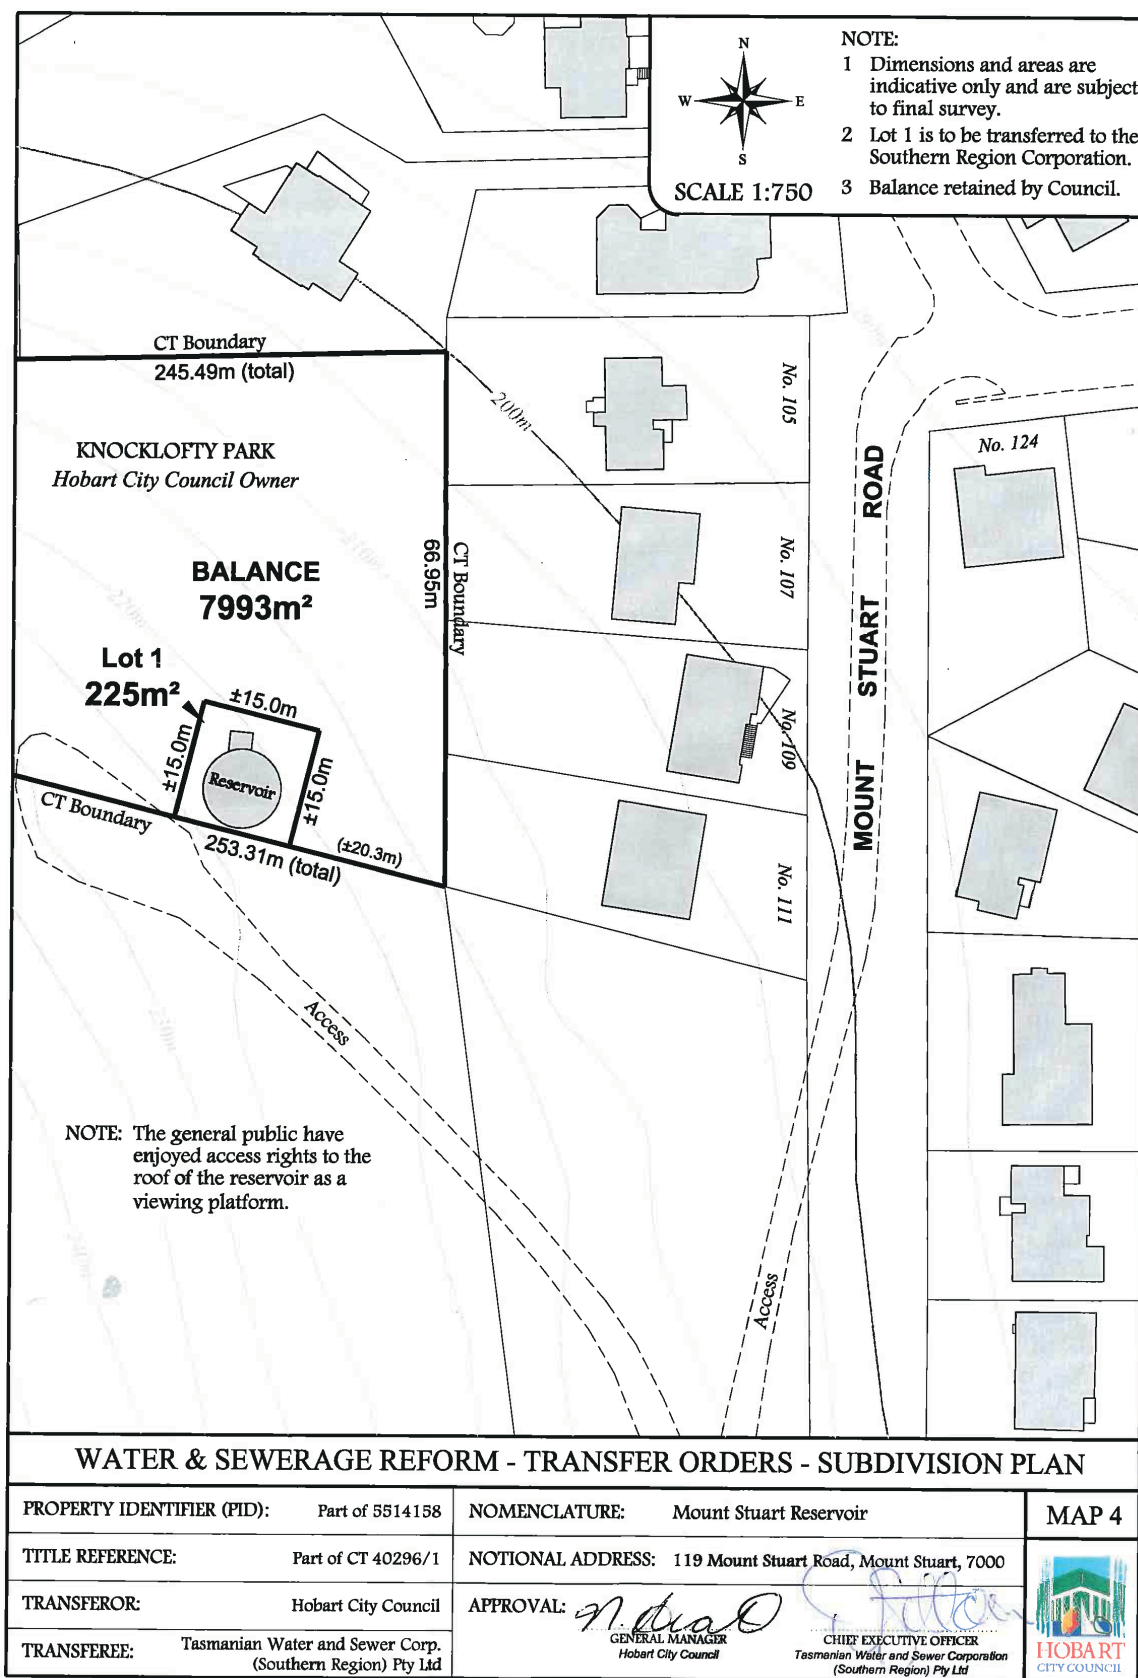 N
W
E
S
SCALE 1:750
NOTE:
1 Dimensions and areas are
indicative only and are subject
to final survey.
2 Lot 1 is to be transferred to the
Southern Region Corporation.
3 Balance retained by Council.
CT Boundary
245.49m (total)
KNOCKLOFTY PARK
Hobart City Council Owner
BALANCE
7993m²
66.95m
CT Boundary
Lot 1
225m²
±15.0m
±15.0m
±15.0m
Reservoir
CT Boundary
253.31m (total)
(±20.3m)
200m
190m
210m
220m
230m
240m
No. 105
No. 107
No. 109
No. 111
No. 124
MOUNT STUART ROAD
Access
Access
NOTE: The general public have
enjoyed access rights to the
roof of the reservoir as a
viewing platform.
WATER & SEWERAGE REFORM - TRANSFER ORDERS - SUBDIVISION PLAN
PROPERTY IDENTIFIER (PID): Part of 5514158
NOMENCLATURE: Mount Stuart Reservoir
MAP 4
TITLE REFERENCE: Part of CT 40296/1
NOTIONAL ADDRESS: 119 Mount Stuart Road, Mount Stuart, 7000
TRANSFEROR: Hobart City Council
APPROVAL:
GENERAL MANAGER
Hobart City Council
CHIEF EXECUTIVE OFFICER
Tasmanian Water and Sewer Corporation
(Southern Region) Pty Ltd
TRANSFEREE: Tasmanian Water and Sewer Corp.
(Southern Region) Pty Ltd
HOBART
CITY COUNCIL